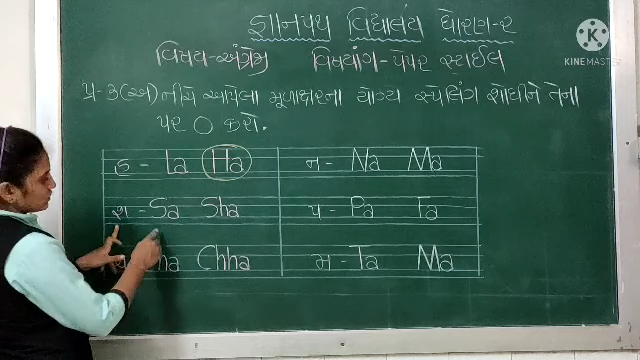 જ્ઞાનપથ વિદ્યાલય ધોરણ-૨
વિષય-અંગ્રેજી વિષયાંગ-પેપર સ્ટાઈલ
પ્ર-૩(અ) નીચે આપેલા મૂળાક્ષરના યોગ્ય સ્પેલિંગ શોધીને તેના
પર ○ કરો.
હ - La Ha ન - Na Ma
શ - Sa Sha પ - Pa Fa
Chha મ - Ta Ma
KINEMASTER